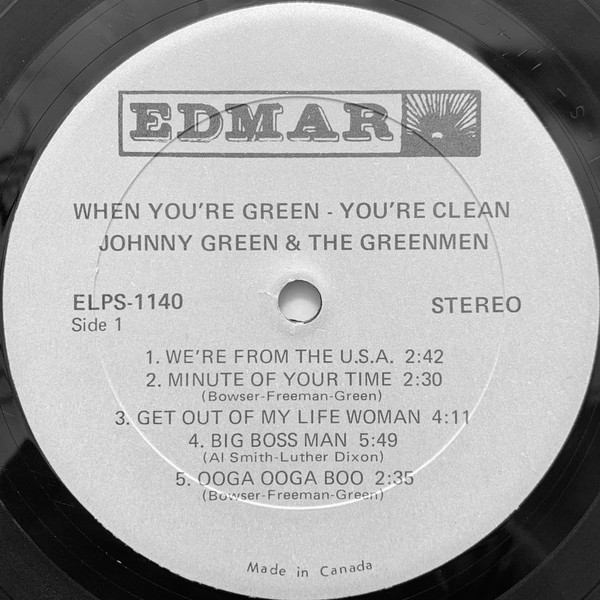 EDMAR
WHEN YOU'RE GREEN - YOU'RE CLEAN
JOHNNY GREEN & THE GREENMEN
ELPS-1140
STEREO
Side 1
1. WE'RE FROM THE U.S.A. 2:42
2. MINUTE OF YOUR TIME 2:30
(Bowser-Freeman-Green)
3. GET OUT OF MY LIFE WOMAN 4:11
4. BIG BOSS MAN 5:49
(Al Smith-Luther Dixon)
5. OOGA OOGA BOO 2:35
(Bowser-Freeman-Green)
Made in Canada